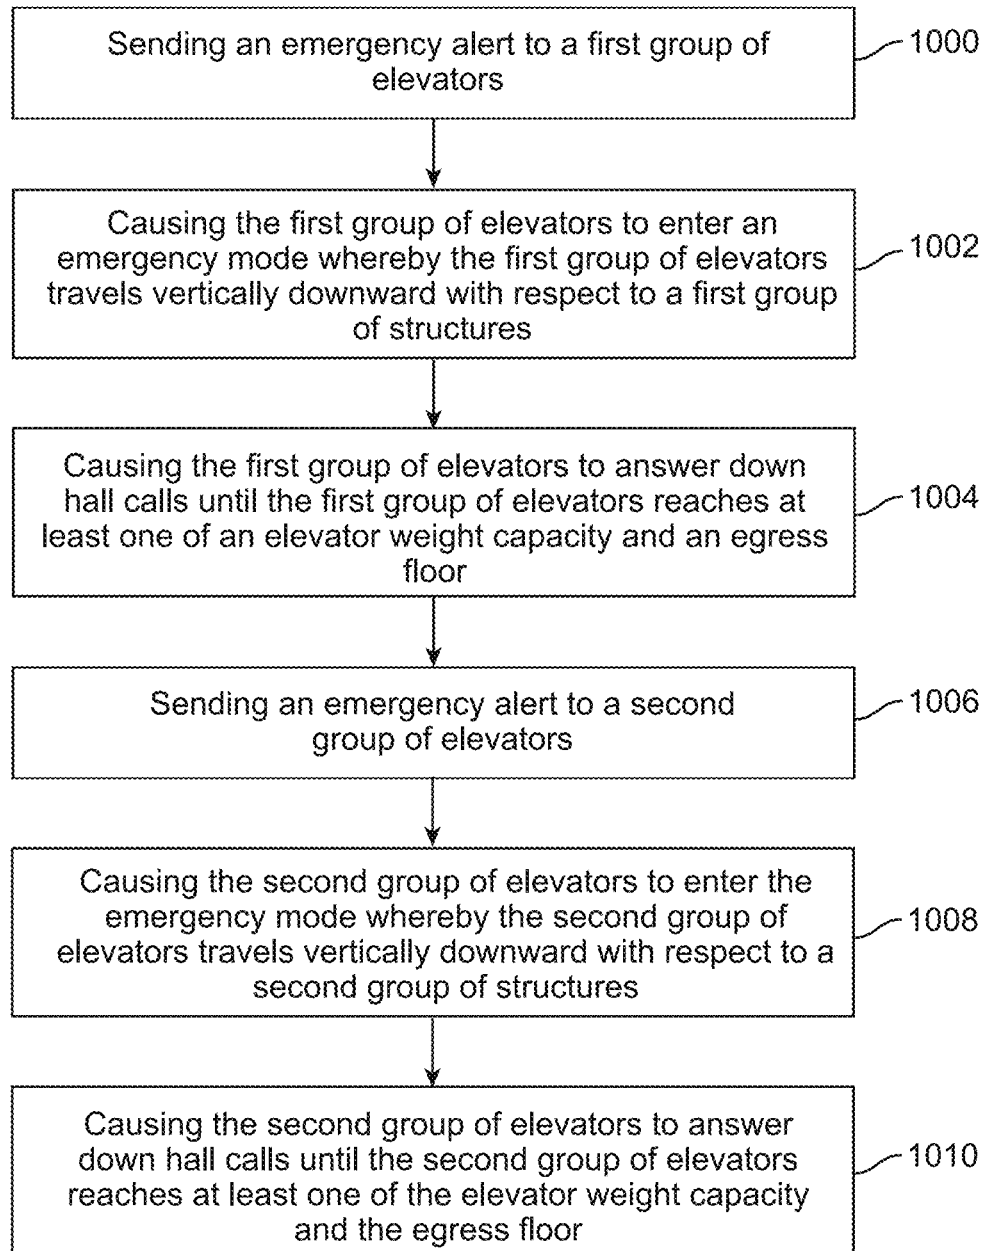 Sending an emergency alert to a first group of
elevators
1000
Causing the first group of elevators to enter an
emergency mode whereby the first group of elevators
travels vertically downward with respect to a first group
of structures
1002
Causing the first group of elevators to answer down
hall calls until the first group of elevators reaches at
least one of an elevator weight capacity and an egress
floor
1004
Sending an emergency alert to a second
group of elevators
1006
Causing the second group of elevators to enter the
emergency mode whereby the second group of
elevators travels vertically downward with respect to a
second group of structures
1008
Causing the second group of elevators to answer
down hall calls until the second group of elevators
reaches at least one of the elevator weight capacity
and the egress floor
1010